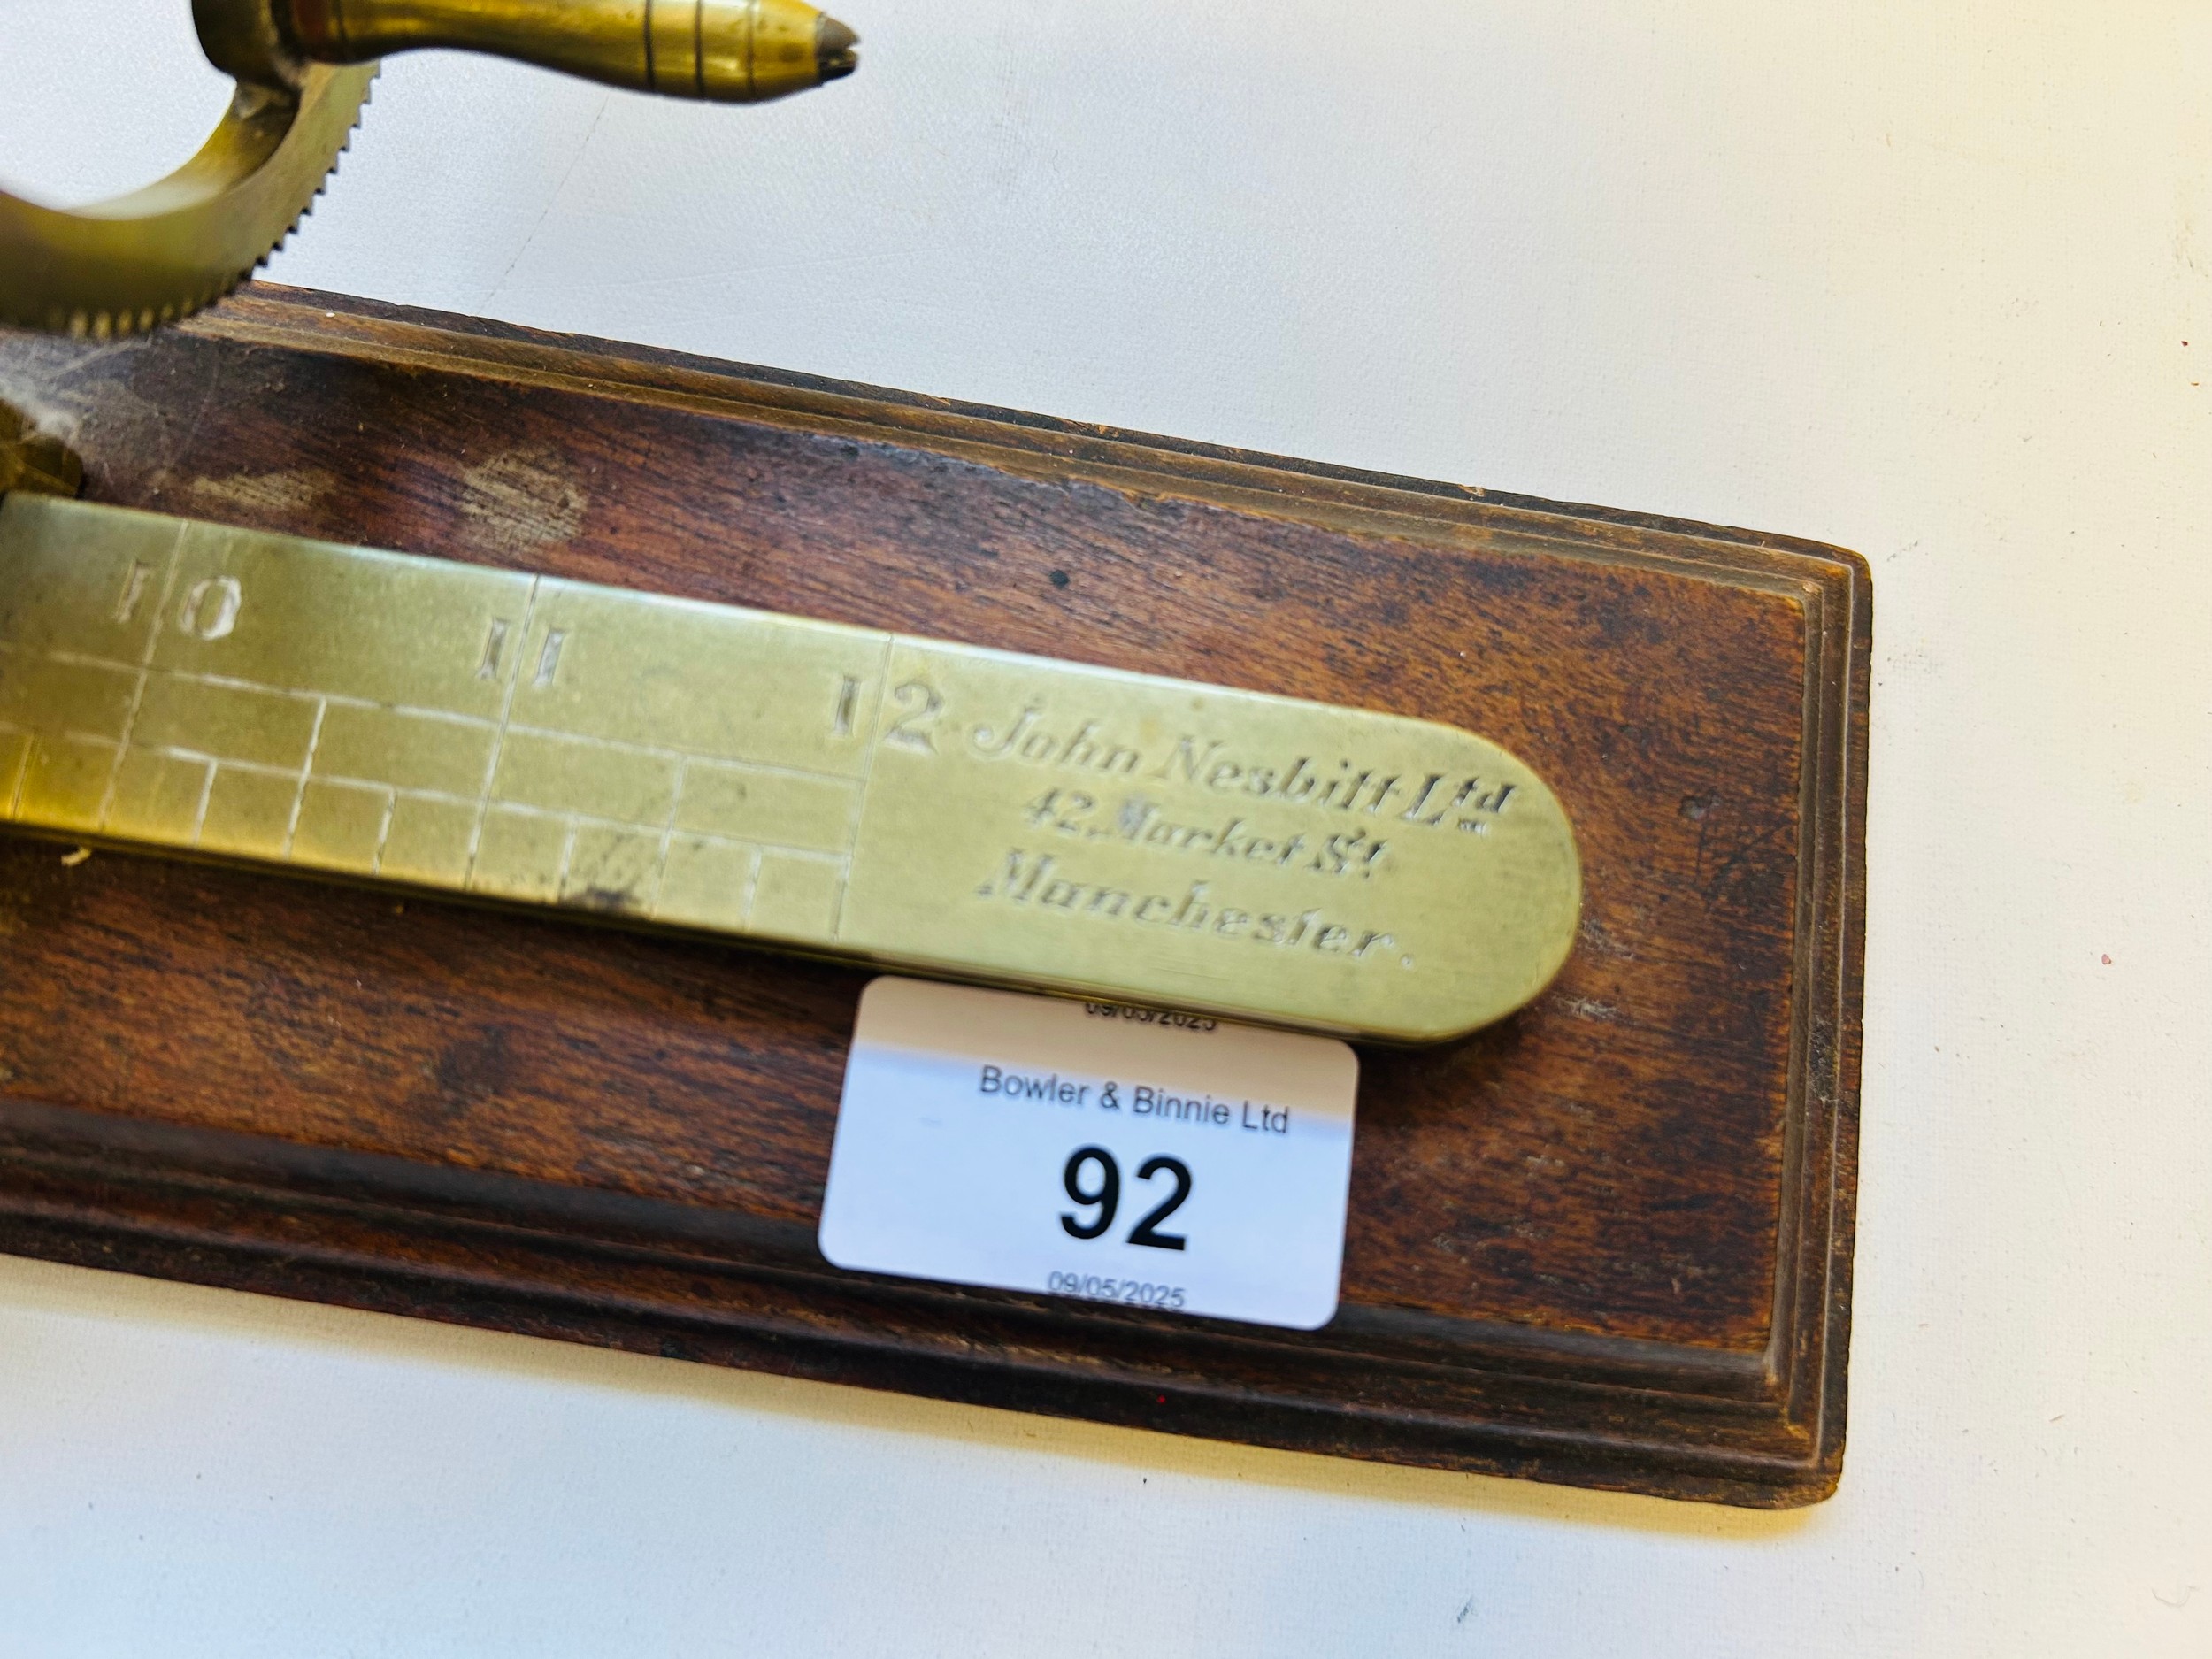 10 11 12 John Nesbitt Ltd
42, Market St.
Manchester.
09/05/2025
Bowler & Binnie Ltd
92
09/05/2025